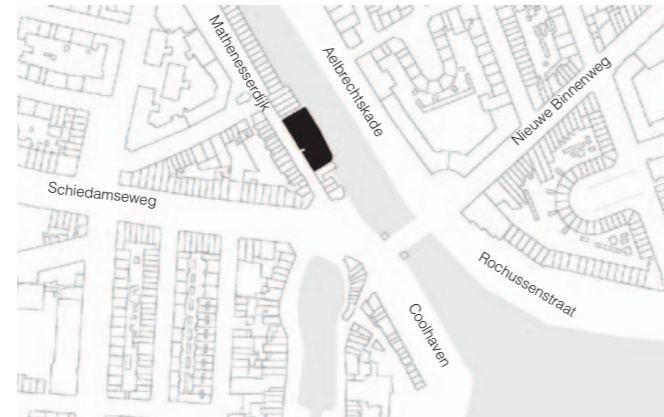 Mathenesserdijk
Aelbrechtskade
Nieuwe Binnenweg
Schiedamseweg
Rochussenstraat
Coolhaven